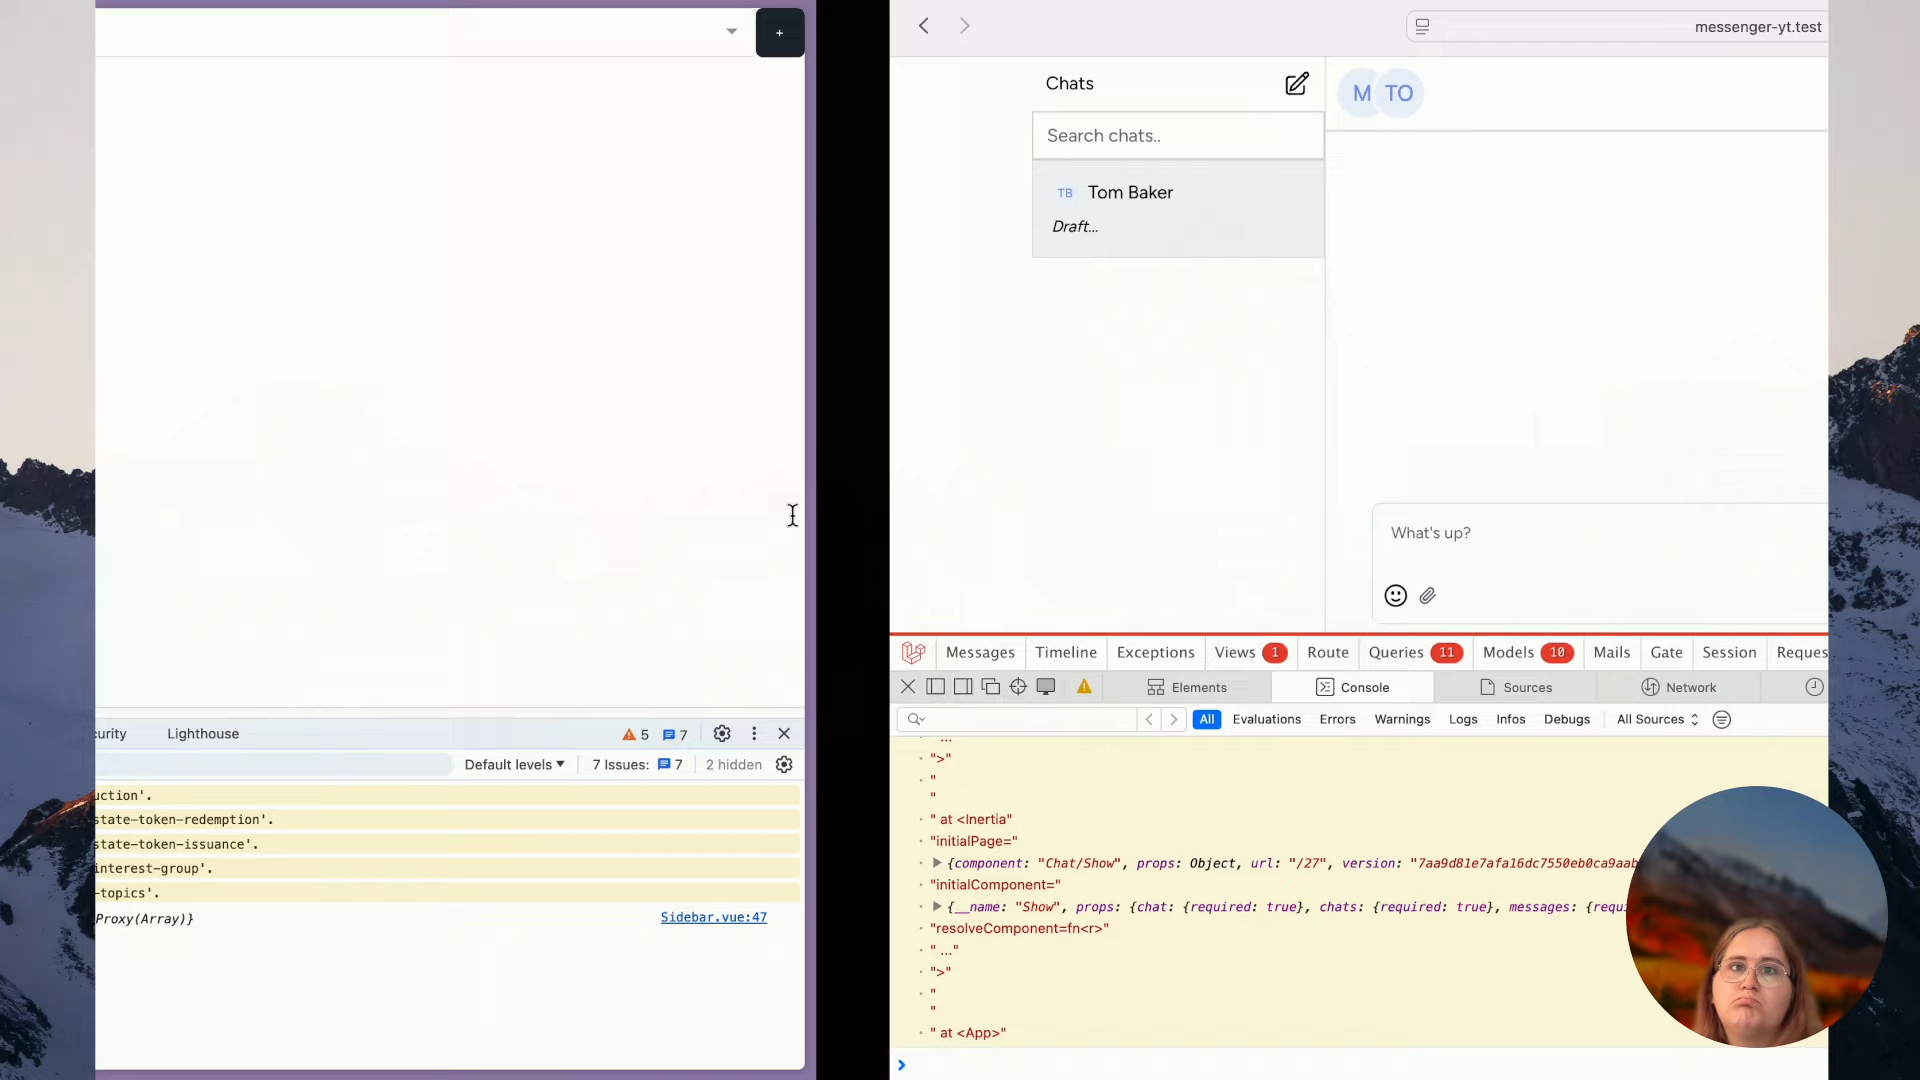 +
messenger-yt.test
Chats
M TO
Search chats..
TB Tom Baker
Draft...
What's up?
Messages Timeline Exceptions Views 1 Route Queries 11 Models 10 Mails Gate Session Reques
Elements Console Sources Network
All Evaluations Errors Warnings Logs Infos Debugs All Sources
...
">"
"
"
" at <Inertia"
"initialPage="
{component: "Chat/Show", props: Object, url: "/27", version: "7aa9d81e7afa16dc7550eb0ca9aab
"initialComponent="
{__name: "Show", props: {chat: {required: true}, chats: {required: true}, messages: {requi
"resolveComponent=fn<r>"
" ..."
">"
"
"
" at <App>"
curity Lighthouse 5 7
Default levels 7 Issues: 7 2 hidden
uction'.
state-token-redemption'.
state-token-issuance'.
interest-group'.
-topics'.
Proxy(Array)} Sidebar.vue:47